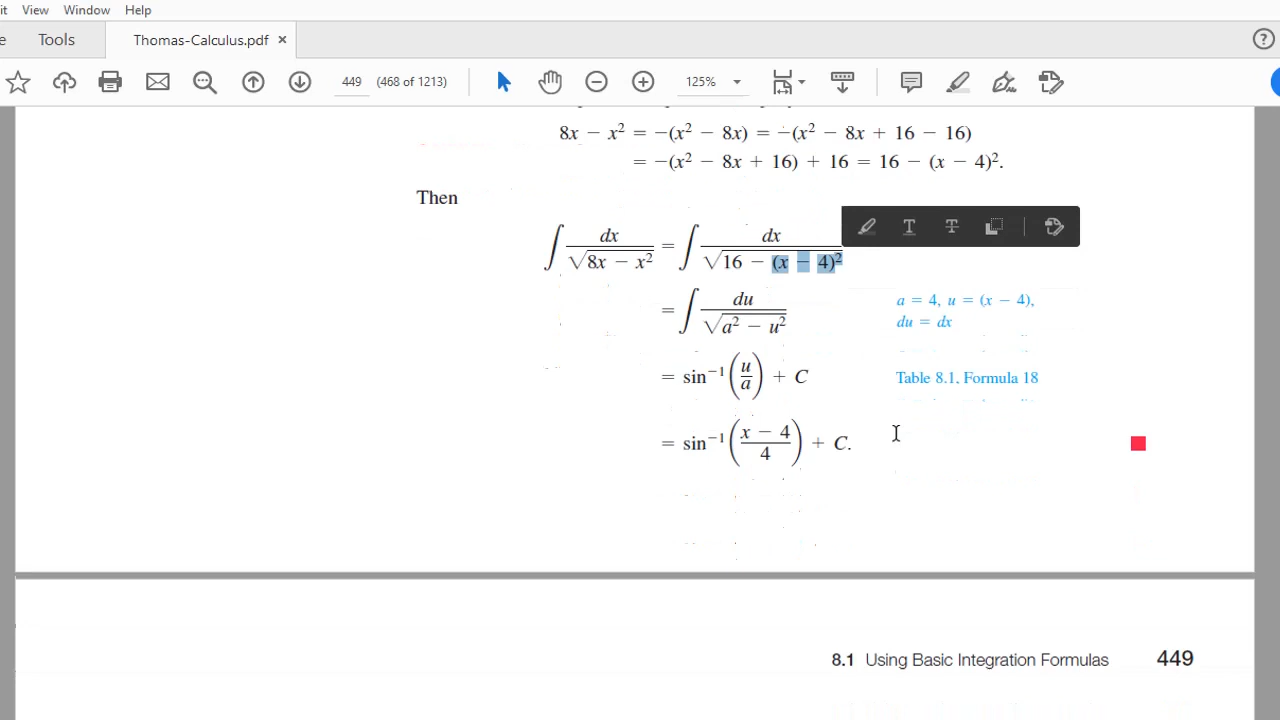 it View Window Help
e Tools Thomas-Calculus.pdf ×
449 (468 of 1213) 125%
8x − x² = −(x² − 8x) = −(x² − 8x + 16 − 16)
= −(x² − 8x + 16) + 16 = 16 − (x − 4)².
Then
∫ dx / √(8x − x²) = ∫ dx / √(16 − (x − 4)²)
= ∫ du / √(a² − u²) a = 4, u = (x − 4),
du = dx
= sin⁻¹(u/a) + C Table 8.1, Formula 18
= sin⁻¹((x − 4)/4) + C.
8.1 Using Basic Integration Formulas 449